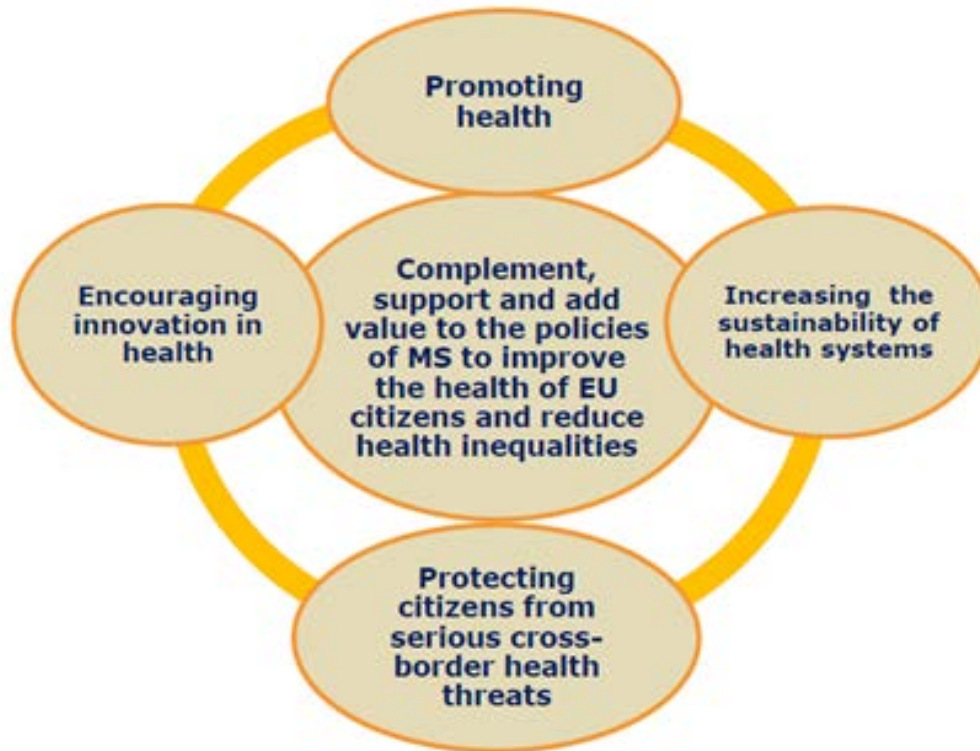 Promoting
health
Encouraging
innovation in
health
Complement,
support and add
value to the policies
of MS to improve
the health of EU
citizens and reduce
health inequalities
Increasing the
sustainability of
health systems
Protecting
citizens from
serious cross-
border health
threats